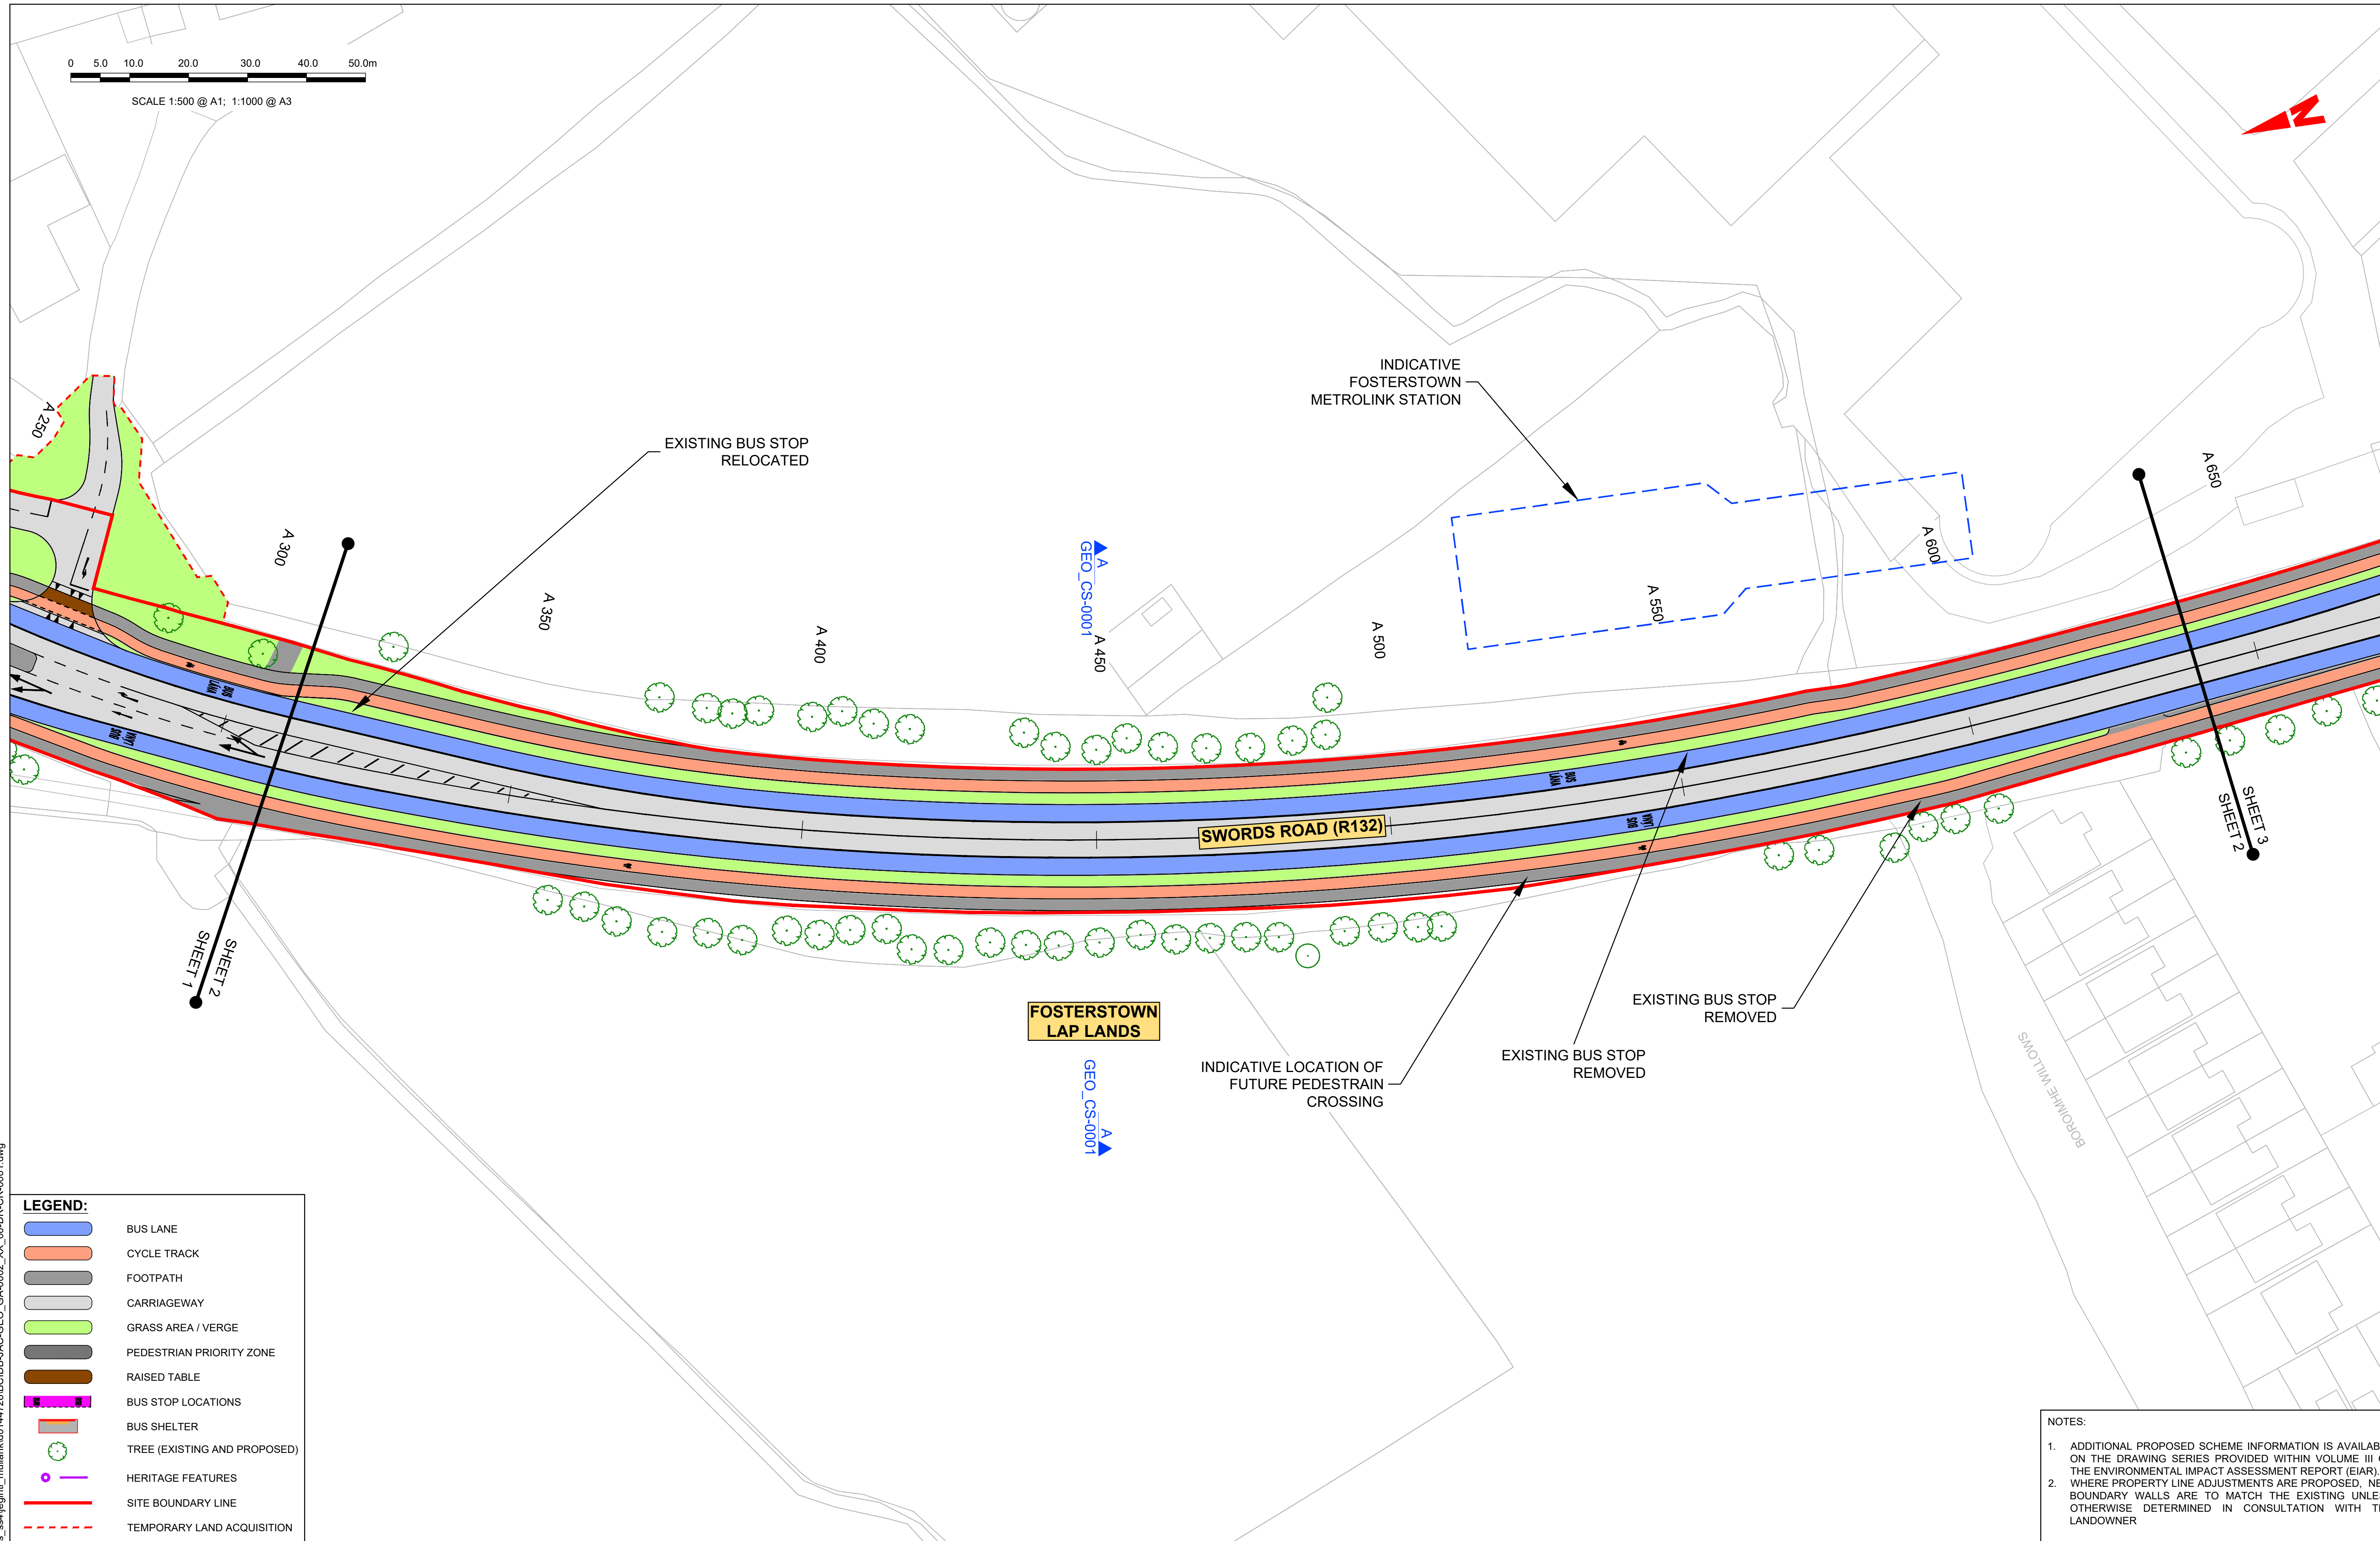 0 5.0 10.0 20.0 30.0 40.0 50.0m
SCALE 1:500 @ A1; 1:1000 @ A3
N
INDICATIVE
FOSTERSTOWN
METROLINK STATION
EXISTING BUS STOP
RELOCATED
A 250
A 300
A 350
A 400
A 450
A 500
A 550
A 600
A 650
A
GEO_CS-0001
BUS
LÁNA
BUS
LÁNA
BUS
LÁNA
BUS
LÁNA
SWORDS ROAD (R132)
SHEET 1
SHEET 2
SHEET 3
SHEET 2
FOSTERSTOWN
LAP LANDS
A
GEO_CS-0001
EXISTING BUS STOP
REMOVED
EXISTING BUS STOP
REMOVED
INDICATIVE LOCATION OF
FUTURE PEDESTRAIN
CROSSING
BOROIMHE WILLOWS
LEGEND:
BUS LANE
CYCLE TRACK
FOOTPATH
CARRIAGEWAY
GRASS AREA / VERGE
PEDESTRIAN PRIORITY ZONE
RAISED TABLE
BUS STOP LOCATIONS
BUS SHELTER
TREE (EXISTING AND PROPOSED)
HERITAGE FEATURES
SITE BOUNDARY LINE
TEMPORARY LAND ACQUISITION
NOTES:
1. ADDITIONAL PROPOSED SCHEME INFORMATION IS
ON THE DRAWING SERIES PROVIDED WITHIN VOLUME III
THE ENVIRONMENTAL IMPACT ASSESSMENT REPORT (EIAR).
2. WHERE PROPERTY LINE ADJUSTMENTS ARE PROPOSED,
BOUNDARY WALLS ARE TO MATCH THE EXISTING
OTHERWISE DETERMINED IN CONSULTATION WITH
LANDOWNER